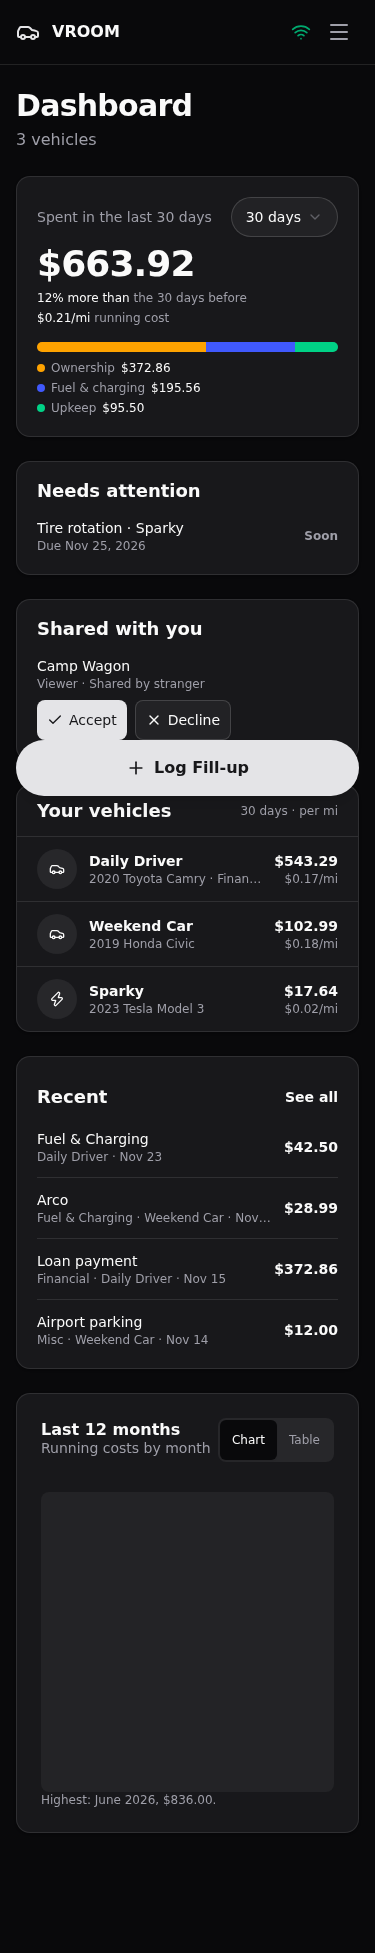 VROOM
Dashboard
3 vehicles
Spent in the last 30 days
30 days
$663.92
12% more than the 30 days before
$0.21/mi running cost
Ownership $372.86
Fuel & charging $195.56
Upkeep $95.50
Needs attention
Tire rotation · Sparky
Due Nov 25, 2026
Soon
Shared with you
Camp Wagon
Viewer · Shared by stranger
Accept
Decline
Log Fill-up
Your vehicles
30 days · per mi
Daily Driver
$543.29
2020 Toyota Camry · Finan…
$0.17/mi
Weekend Car
$102.99
2019 Honda Civic
$0.18/mi
Sparky
$17.64
2023 Tesla Model 3
$0.02/mi
Recent
See all
Fuel & Charging
Daily Driver · Nov 23
$42.50
Arco
Fuel & Charging · Weekend Car · Nov…
$28.99
Loan payment
Financial · Daily Driver · Nov 15
$372.86
Airport parking
Misc · Weekend Car · Nov 14
$12.00
Last 12 months
Running costs by month
Chart
Table
Highest: June 2026, $836.00.